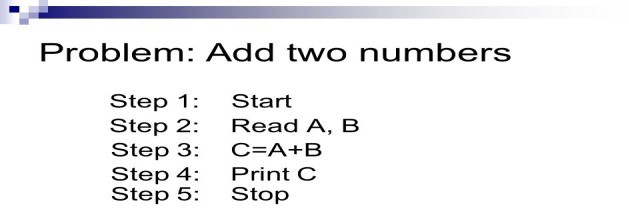 Problem: Add two numbers
Step 1: Start
Step 2: Read A, B
Step 3: C=A+B
Step 4: Print C
Step 5: Stop